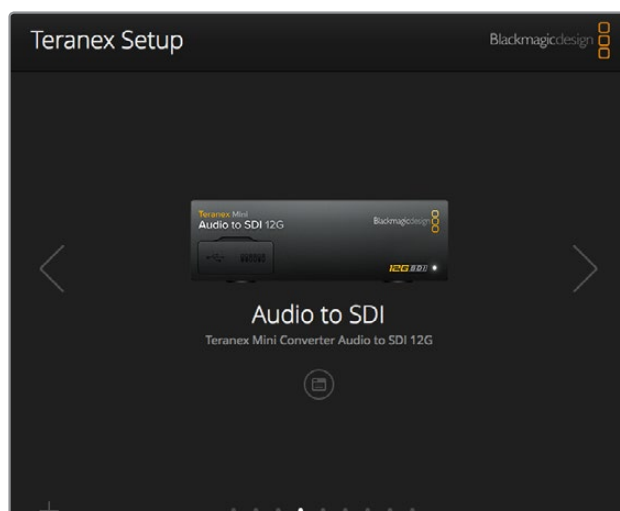 Teranex Setup
Blackmagicdesign
Teranex Mini
Audio to SDI 12G
Blackmagicdesign
12G SDI
Audio to SDI
Teranex Mini Converter Audio to SDI 12G